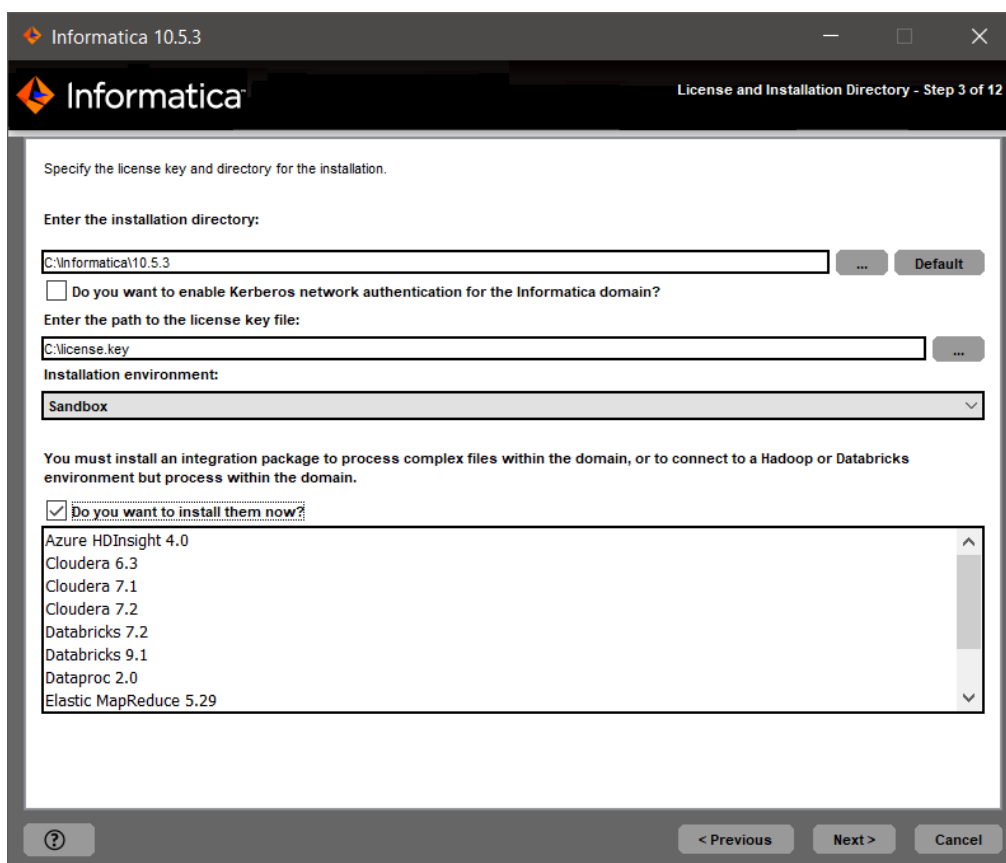 Informatica 10.5.3
Informatica
License and Installation Directory - Step 3 of 12
Specify the license key and directory for the installation.
Enter the installation directory:
C:\Informatica\10.5.3
...
Default
Do you want to enable Kerberos network authentication for the Informatica domain?
Enter the path to the license key file:
C:\license.key
...
Installation environment:
Sandbox
You must install an integration package to process complex files within the domain, or to connect to a Hadoop or Databricks
environment but process within the domain.
Do you want to install them now?
Azure HDInsight 4.0
Cloudera 6.3
Cloudera 7.1
Cloudera 7.2
Databricks 7.2
Databricks 9.1
Dataproc 2.0
Elastic MapReduce 5.29
?
< Previous
Next >
Cancel